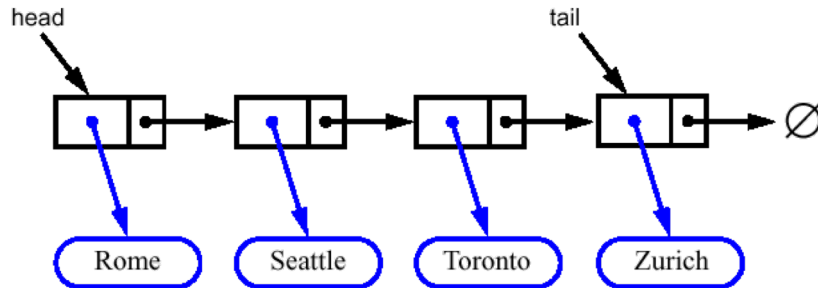 head
tail
∅
Rome
Seattle
Toronto
Zurich